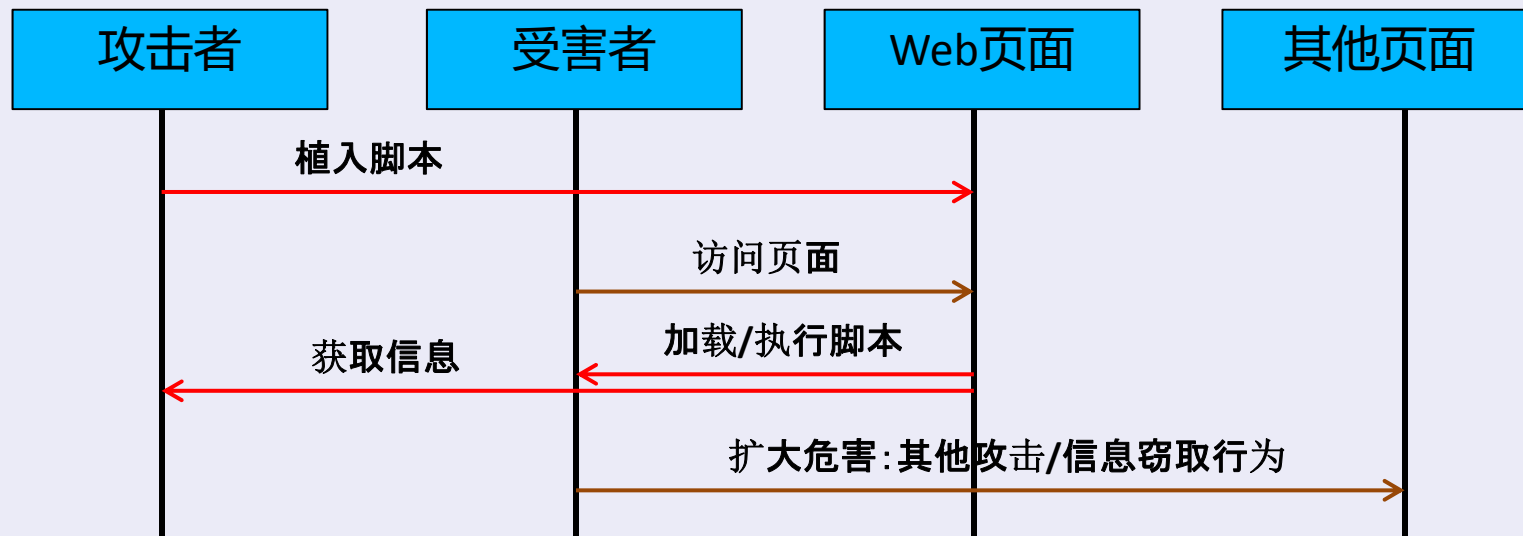 攻击者
受害者
Web页面
其他页面
植入脚本
访问页面
加载/执行脚本
获取信息
扩大危害:其他攻击/信息窃取行为